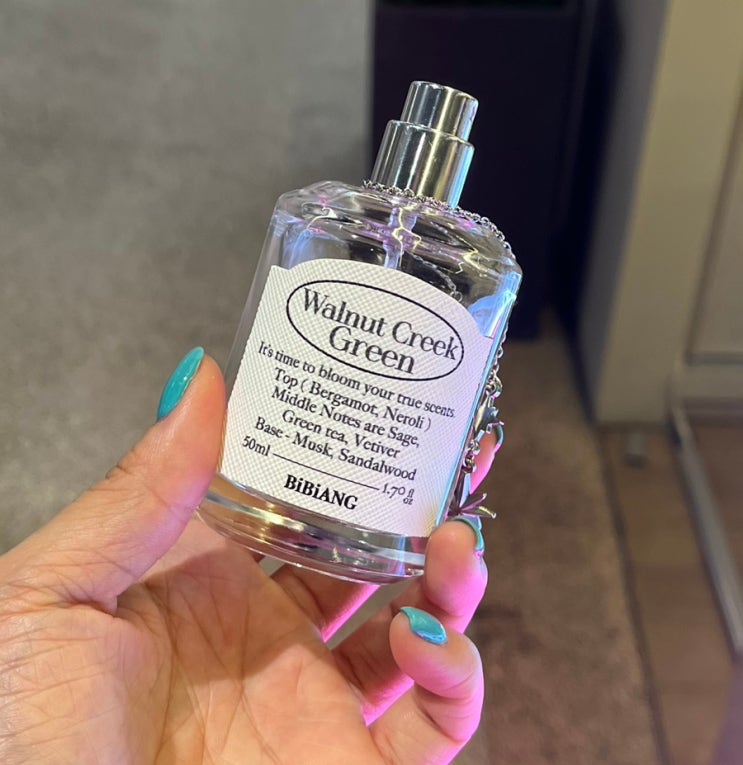 Walnut Creek
Green
It's time to bloom your true scents.
Top ( Bergamot, Neroli )
Middle Notes are Sage,
Green tea, Vetiver
Base - Musk, Sandalwood
50ml 1.70 fl oz
BiBiANG